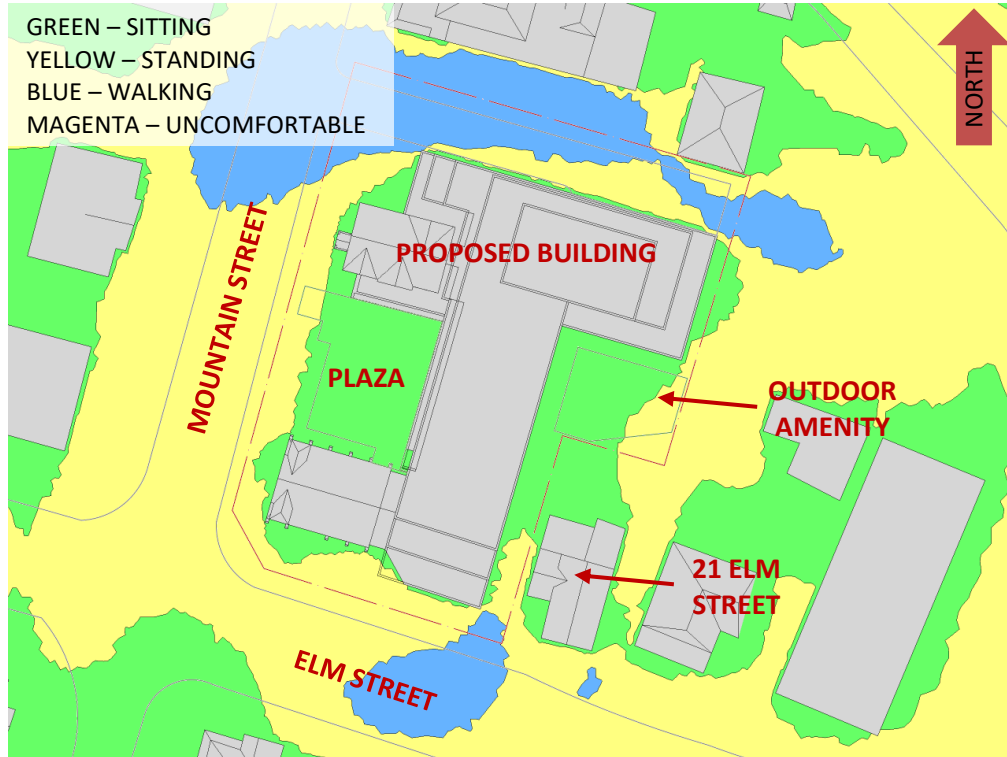 GREEN – SITTING
YELLOW – STANDING
BLUE – WALKING
MAGENTA – UNCOMFORTABLE
NORTH
MOUNTAIN STREET
PROPOSED BUILDING
PLAZA
OUTDOOR
AMENITY
21 ELM
STREET
ELM STREET